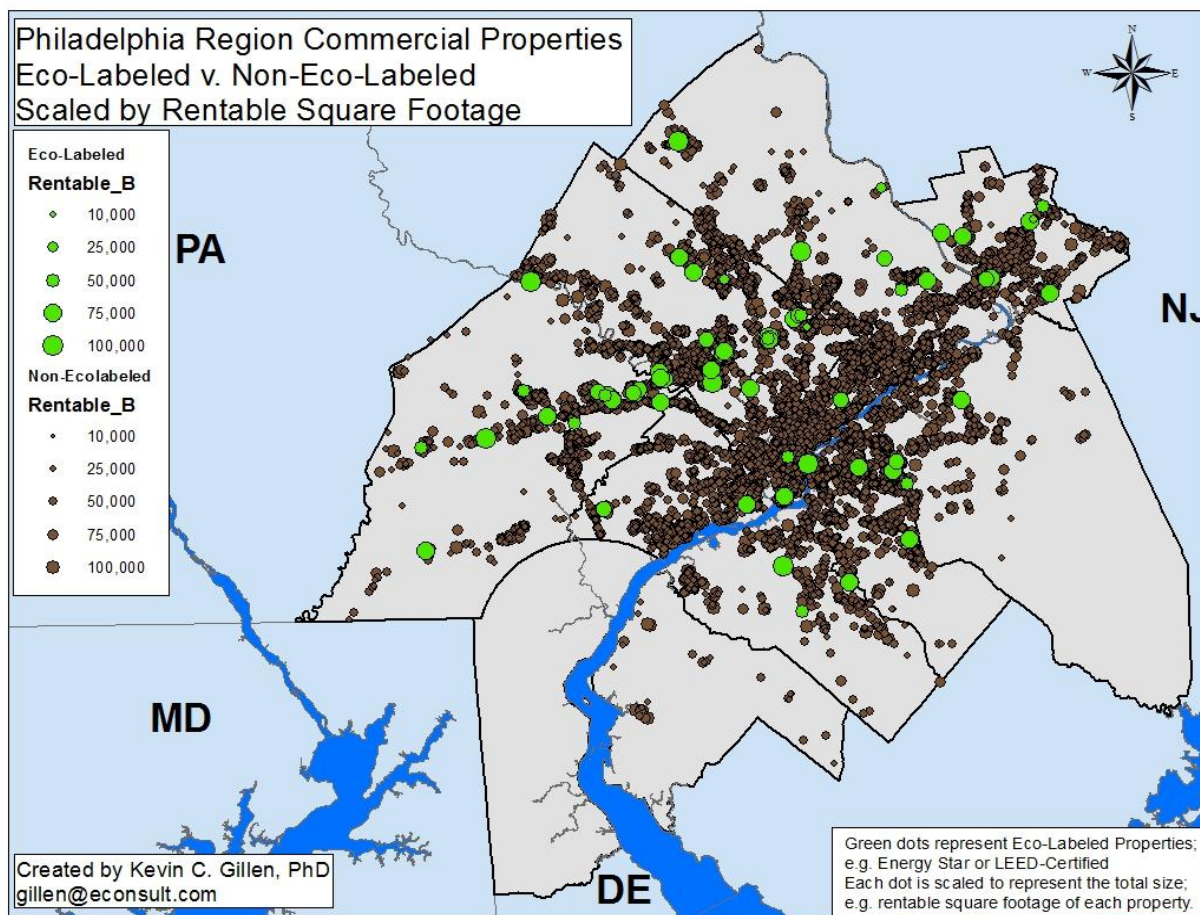 Philadelphia Region Commercial Properties
Eco-Labeled v. Non-Eco-Labeled
Scaled by Rentable Square Footage
N
W
E
S
Eco-Labeled
Rentable_B
10,000
25,000
50,000
75,000
100,000
Non-Ecolabeled
Rentable_B
10,000
25,000
50,000
75,000
100,000
PA
NJ
MD
DE
Created by Kevin C. Gillen, PhD
gillen@econsult.com
Green dots represent Eco-Labeled Properties;
e.g. Energy Star or LEED-Certified
Each dot is scaled to represent the total size;
e.g. rentable square footage of each property.